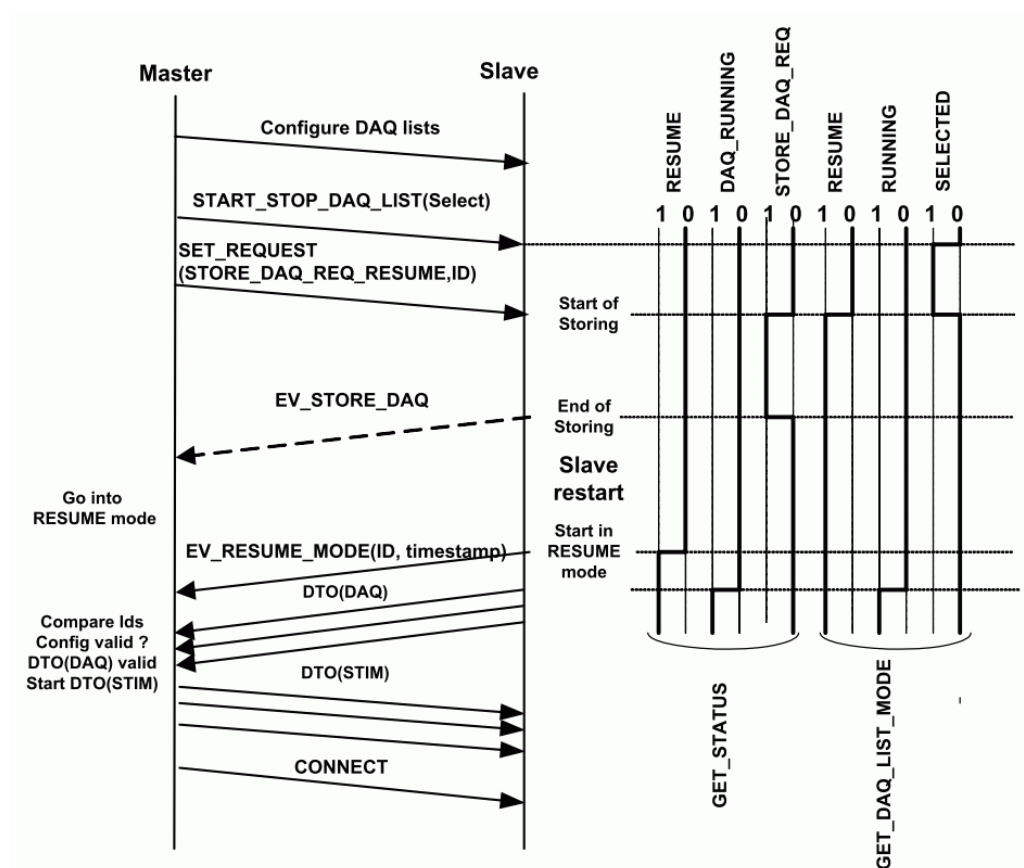 Master
Slave
Configure DAQ lists
START_STOP_DAQ_LIST(Select)
SET_REQUEST
(STORE_DAQ_REQ_RESUME,ID)
EV_STORE_DAQ
Go into
RESUME mode
EV_RESUME_MODE(ID, timestamp)
DTO(DAQ)
Compare Ids
Config valid ?
DTO(DAQ) valid
Start DTO(STIM)
DTO(STIM)
CONNECT
Start of
Storing
End of
Storing
Slave
restart
Start in
RESUME
mode
RESUME
DAQ_RUNNING
STORE_DAQ_REQ
RESUME
RUNNING
SELECTED
1 0 1 0 1 0 1 0 1 0 1 0
GET_STATUS
GET_DAQ_LIST_MODE